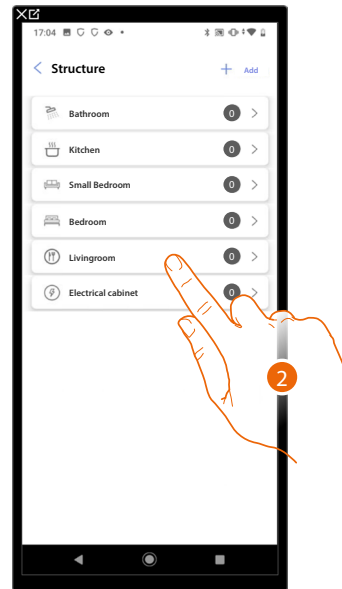 17:04
Structure
+ Add
Bathroom 0
Kitchen 0
Small Bedroom 0
Bedroom 0
Livingroom 0
Electrical cabinet 0
2